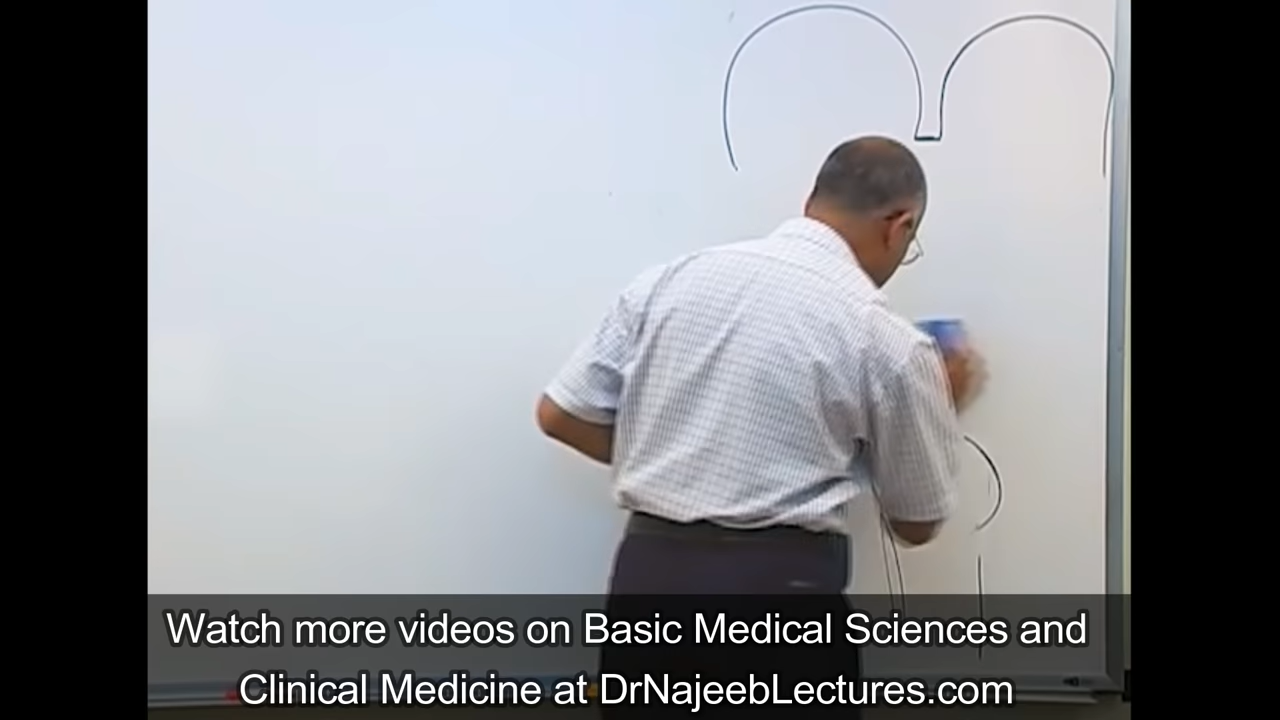 Watch more videos on Basic Medical Sciences and
Clinical Medicine at DrNajeebLectures.com